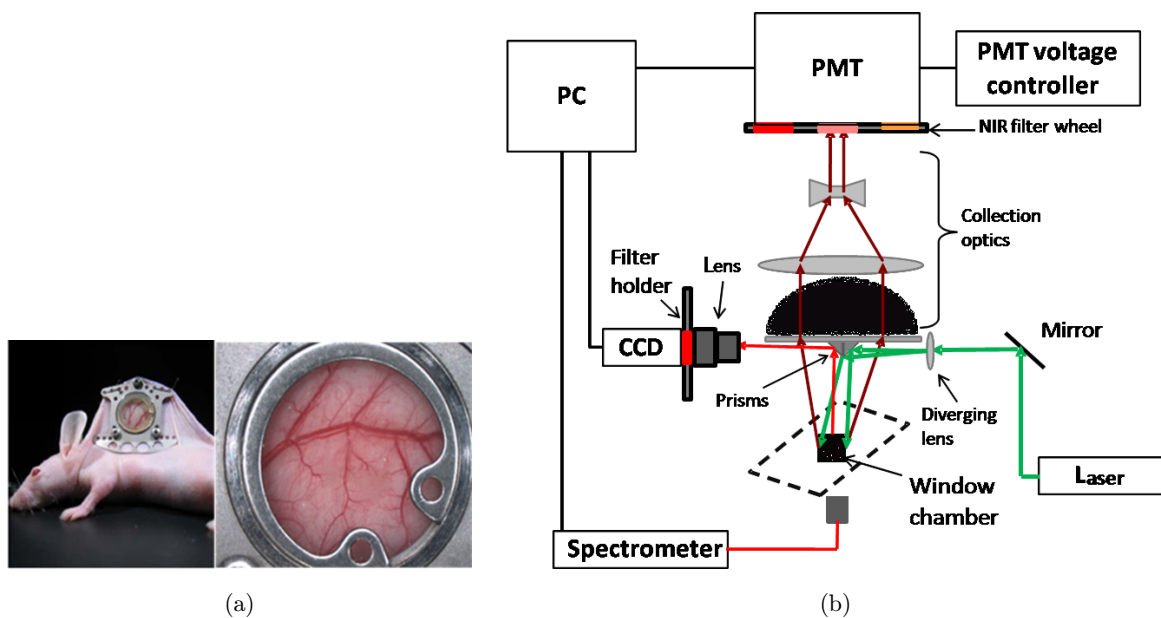 PC
PMT
PMT voltage
controller
NIR filter wheel
Collection
optics
Filter
holder
Lens
CCD
Mirror
Prisms
Diverging
lens
Laser
Window
chamber
Spectrometer
(a)
(b)